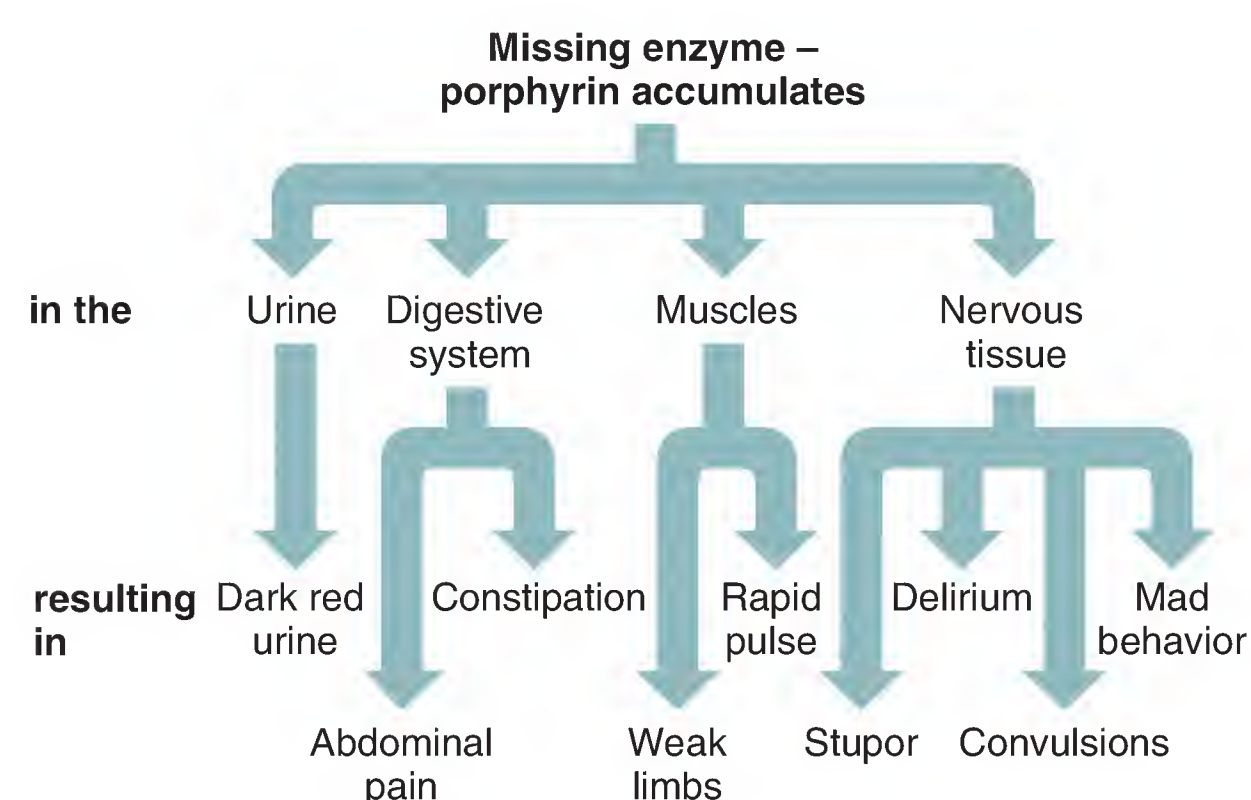 Missing enzyme –
porphyrin accumulates
in the
Urine
Digestive
system
Muscles
Nervous
tissue
resulting
in
Dark red
urine
Constipation
Rapid
pulse
Delirium
Mad
behavior
Abdominal
pain
Weak
limbs
Stupor
Convulsions